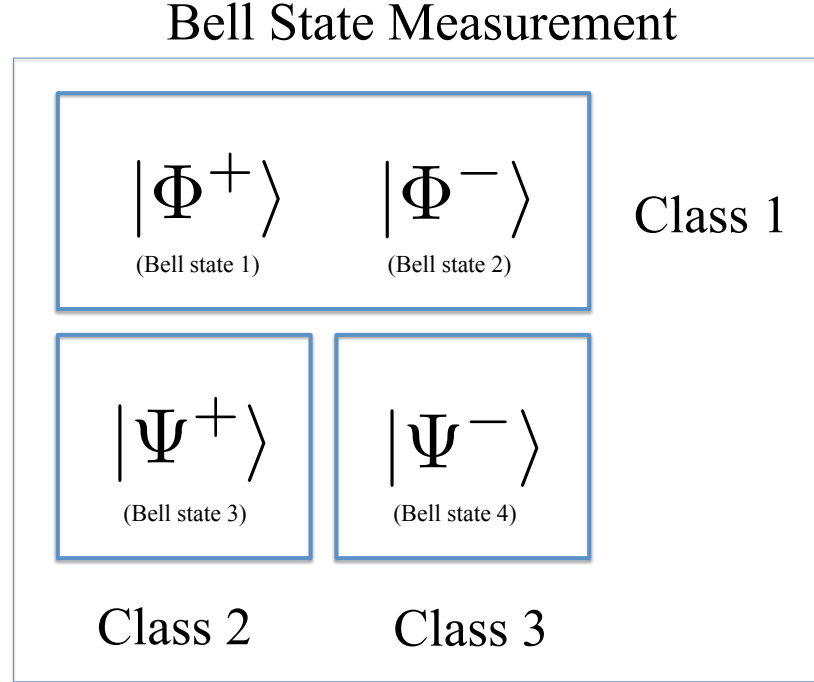 Bell State Measurement
|Φ⁺⟩ |Φ⁻⟩
(Bell state 1) (Bell state 2)
Class 1
|Ψ⁺⟩ |Ψ⁻⟩
(Bell state 3) (Bell state 4)
Class 2 Class 3